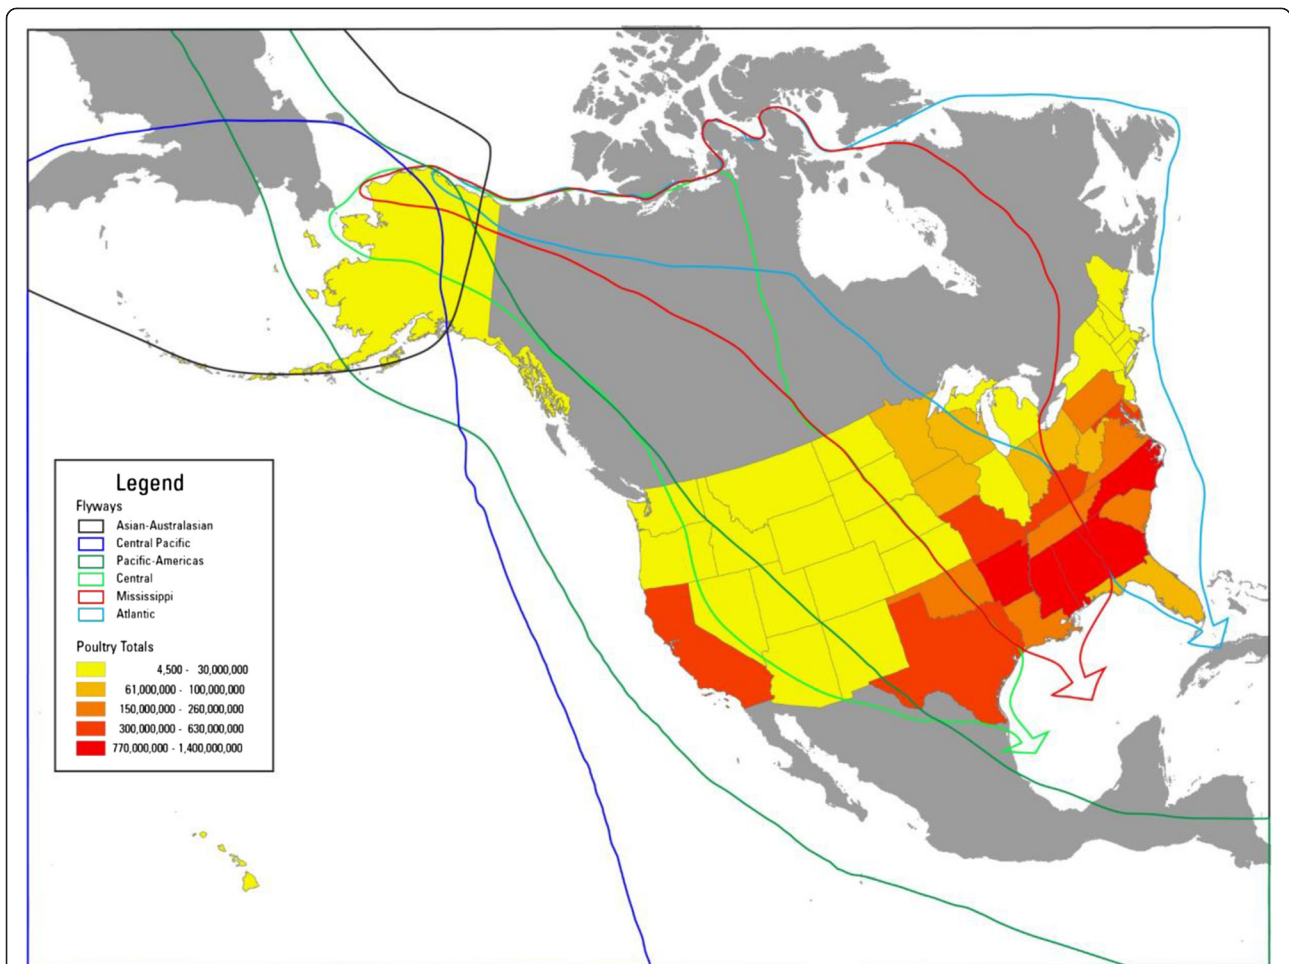 Legend
Flyways
Asian-Australasian
Central Pacific
Pacific-Americas
Central
Mississippi
Atlantic
Poultry Totals
4,500 - 30,000,000
61,000,000 - 100,000,000
150,000,000 - 260,000,000
300,000,000 - 630,000,000
770,000,000 - 1,400,000,000